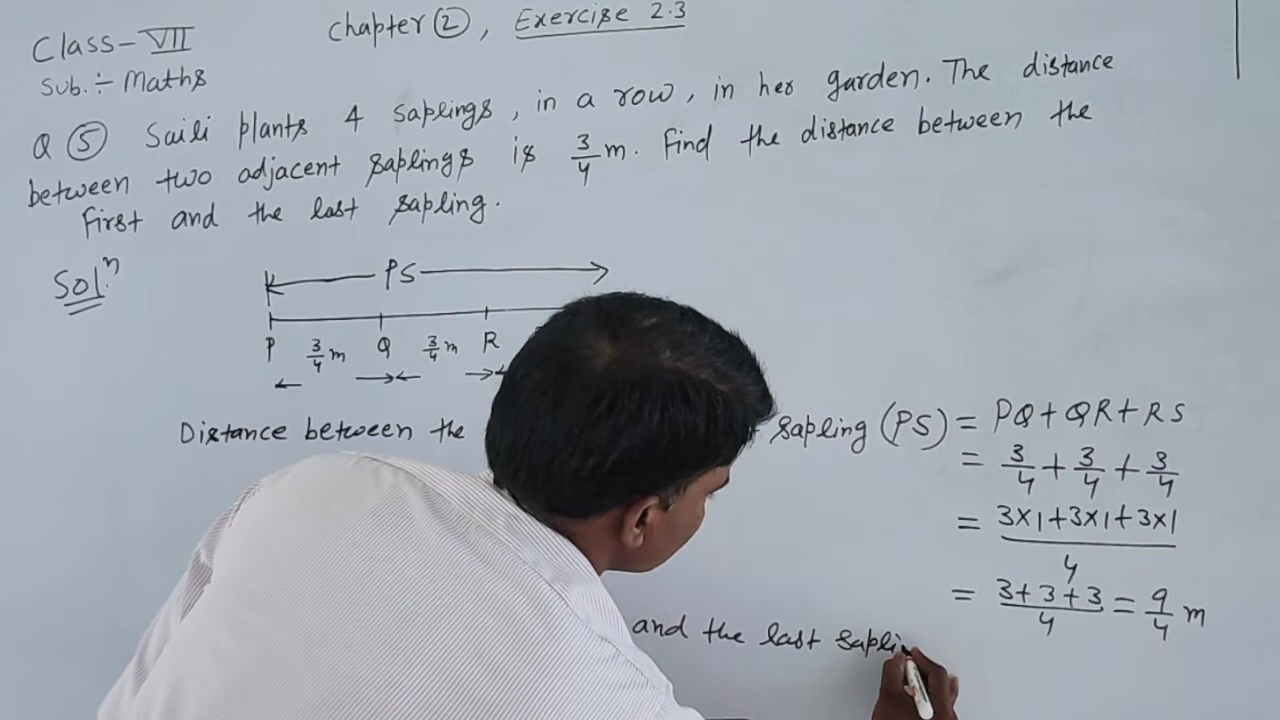 Class-VII
Chapter ②, Exercise 2.3
Sub. ÷ Maths
Q ⑤ Saili plants 4 saplings, in a row, in her garden. The distance
between two adjacent saplings is 3/4 m. Find the distance between the
First and the last sapling.
Solⁿ.
PS
P 3/4 m Q 3/4 m R
Distance between the sapling (PS) = PQ + QR + RS
= 3/4 + 3/4 + 3/4
= 3×1+3×1+3×1/4
= 3+3+3/4 = 9/4 m
and the last sapli